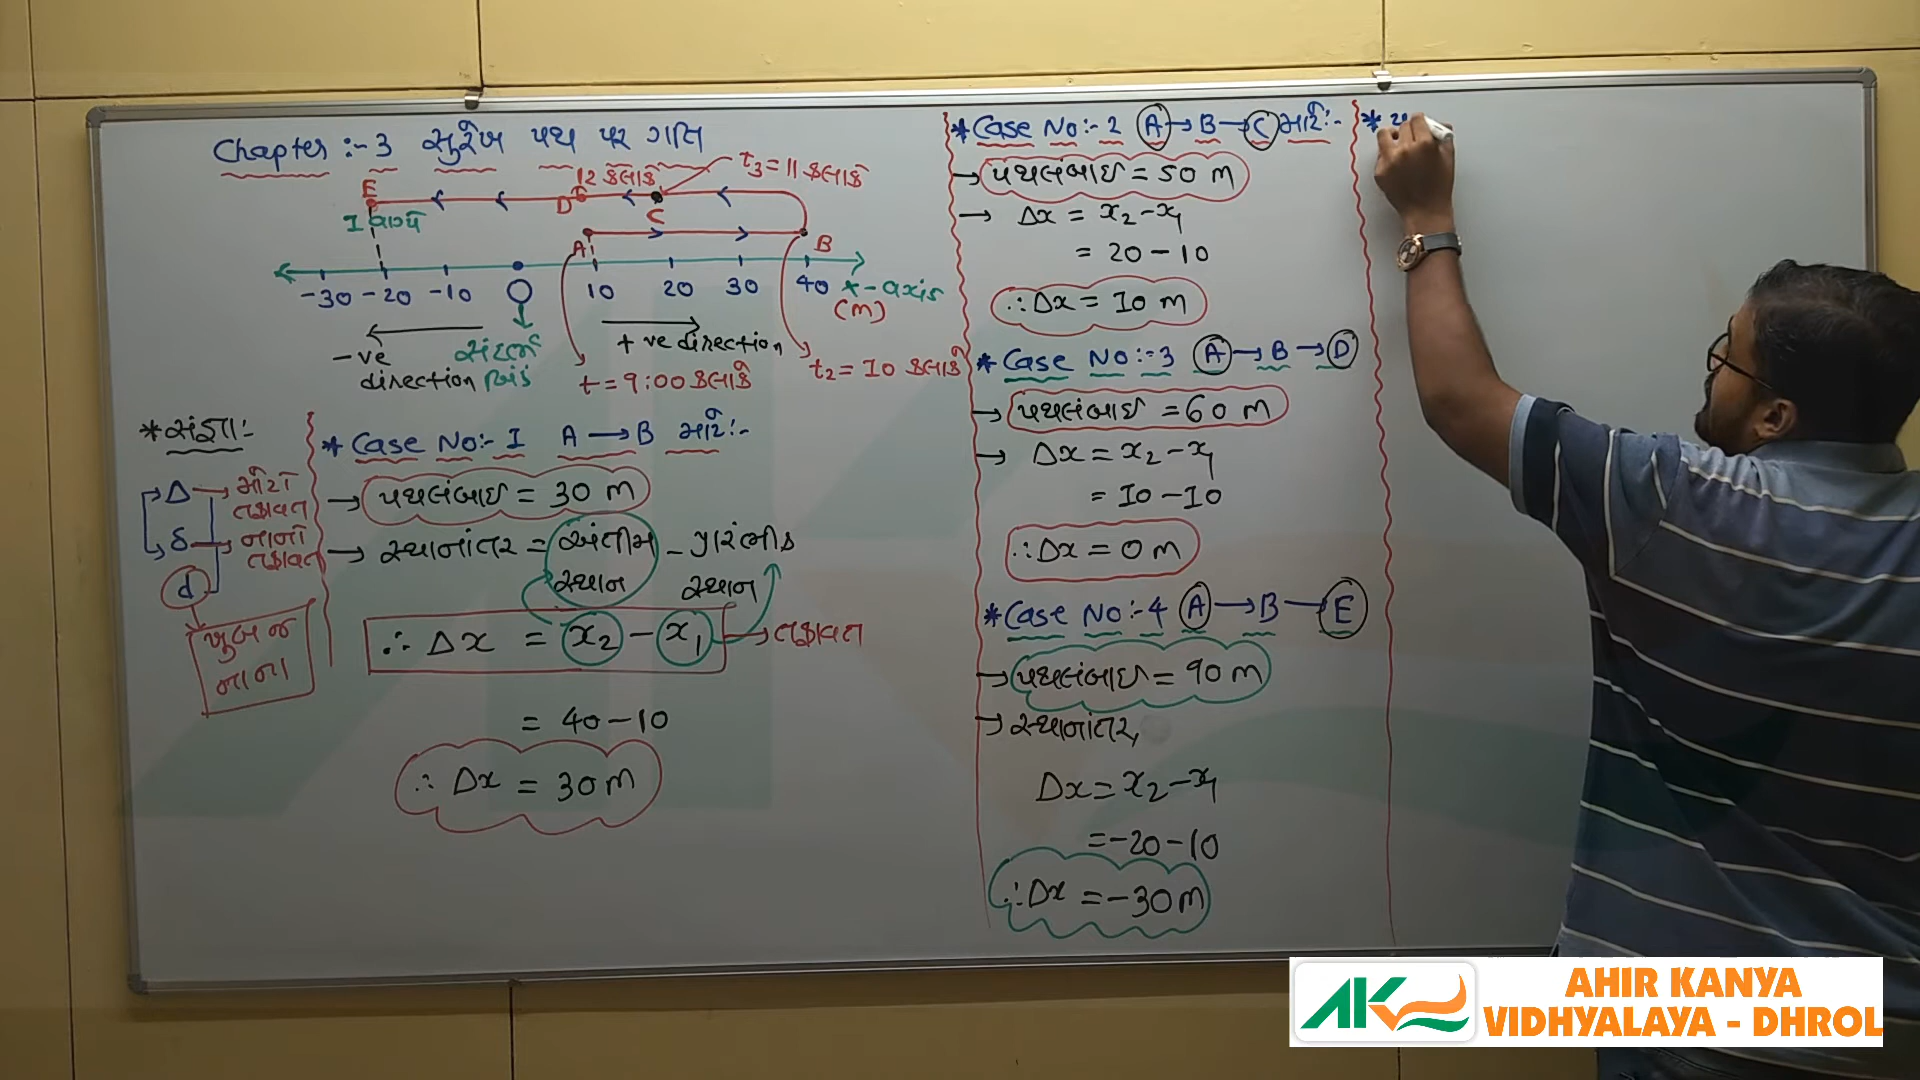 Chapter :- 3 સુરેખ પથ પર ગતિ
t₃ = 11 કલાકે
12 કલાકે
E
D
C
1 વાગ્યે
A
B
-30 -20 -10 O 10 20 30 40 x-axis
(m)
-ve direction
સંદર્ભ બિંદુ
+ve direction
t = 9:00 કલાકે
t₂ = 10 કલાકે
*સંજ્ઞા:-
Δ → મોટો તફાવત
δ → નાનો તફાવત
d
ખુબ જ નાના
* Case No:- I A → B માટે:-
→ પથલંબાઈ = 30 m
→ સ્થાનાંતર = અંતીમ સ્થાન - પ્રારંભીક સ્થાન
∴ Δx = x₂ - x₁ → તફાવત
= 40 - 10
∴ Δx = 30 m
* Case No:- 2 A → B → C માટે:-
→ પથલંબાઈ = 50 m
→ Δx = x₂ - x₁
= 20 - 10
∴ Δx = 10 m
* Case No:- 3 A → B → D
→ પથલંબાઈ = 60 m
→ Δx = x₂ - x₁
= 10 - 10
∴ Δx = 0 m
* Case No:- 4 A → B → E
→ પથલંબાઈ = 90 m
→ સ્થાનાંતર,
Δx = x₂ - x₁
= -20 - 10
∴ Δx = -30 m
*
AK
AHIR KANYA
VIDHYALAYA - DHROL